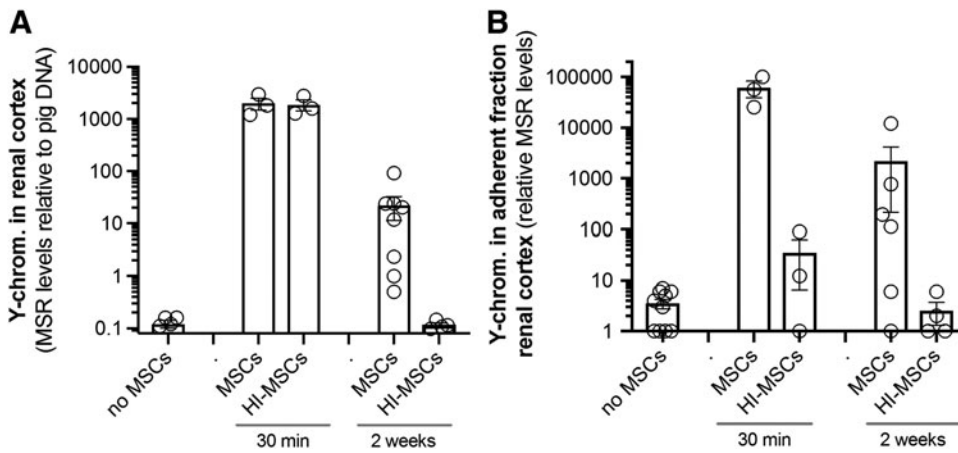 A
Y-chrom. in renal cortex
(MSR levels relative to pig DNA)
10000
1000
100
10
1
0.1
no MSCs
.
MSCs
HI-MSCs
.
MSCs
HI-MSCs
30 min
2 weeks
B
Y-chrom. in adherent fraction
renal cortex (relative MSR levels)
100000
10000
1000
100
10
1
no MSCs
.
MSCs
HI-MSCs
.
MSCs
HI-MSCs
30 min
2 weeks